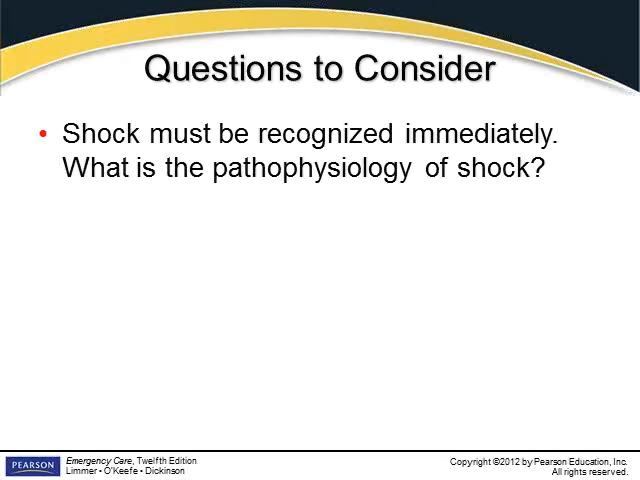 Questions to Consider
• Shock must be recognized immediately.
What is the pathophysiology of shock?
PEARSON
Emergency Care, Twelfth Edition
Limmer • O'Keefe • Dickinson
Copyright ©2012 by Pearson Education, Inc.
All rights reserved.